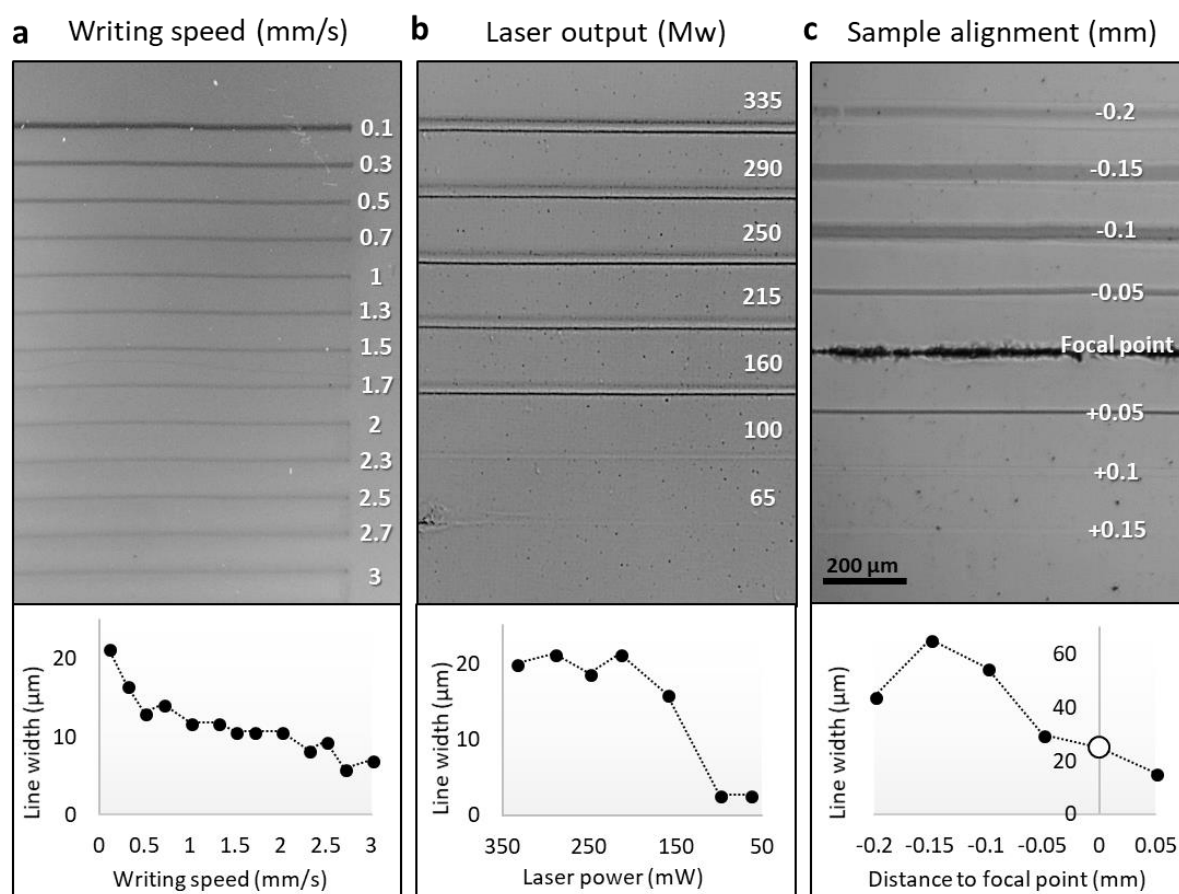 a Writing speed (mm/s)
0.1
0.3
0.5
0.7
1
1.3
1.5
1.7
2
2.3
2.5
2.7
3
20
10
0
Line width (μm)
0 0.5 1 1.5 2 2.5 3
Writing speed (mm/s)
b Laser output (Mw)
335
290
250
215
160
100
65
20
10
0
Line width (μm)
350 250 150 50
Laser power (mW)
c Sample alignment (mm)
-0.2
-0.15
-0.1
-0.05
Focal point
+0.05
+0.1
+0.15
200 μm
60
40
20
0
Line width (μm)
-0.2 -0.15 -0.1 -0.05 0 0.05
Distance to focal point (mm)